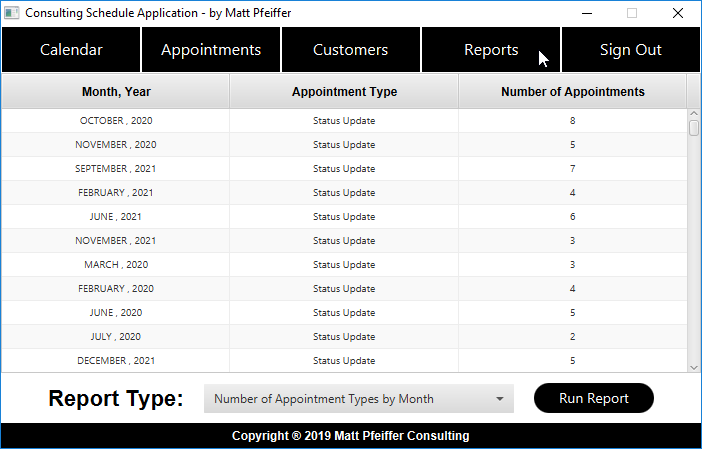 Consulting Schedule Application - by Matt Pfeiffer
Calendar Appointments Customers Reports Sign Out
Month, Year Appointment Type Number of Appointments
OCTOBER , 2020 Status Update 8
NOVEMBER , 2020 Status Update 5
SEPTEMBER , 2021 Status Update 7
FEBRUARY , 2021 Status Update 4
JUNE , 2021 Status Update 6
NOVEMBER , 2021 Status Update 3
MARCH , 2020 Status Update 3
FEBRUARY , 2020 Status Update 4
JUNE , 2020 Status Update 5
JULY , 2020 Status Update 2
DECEMBER , 2021 Status Update 5
Report Type: Number of Appointment Types by Month Run Report
Copyright ® 2019 Matt Pfeiffer Consulting